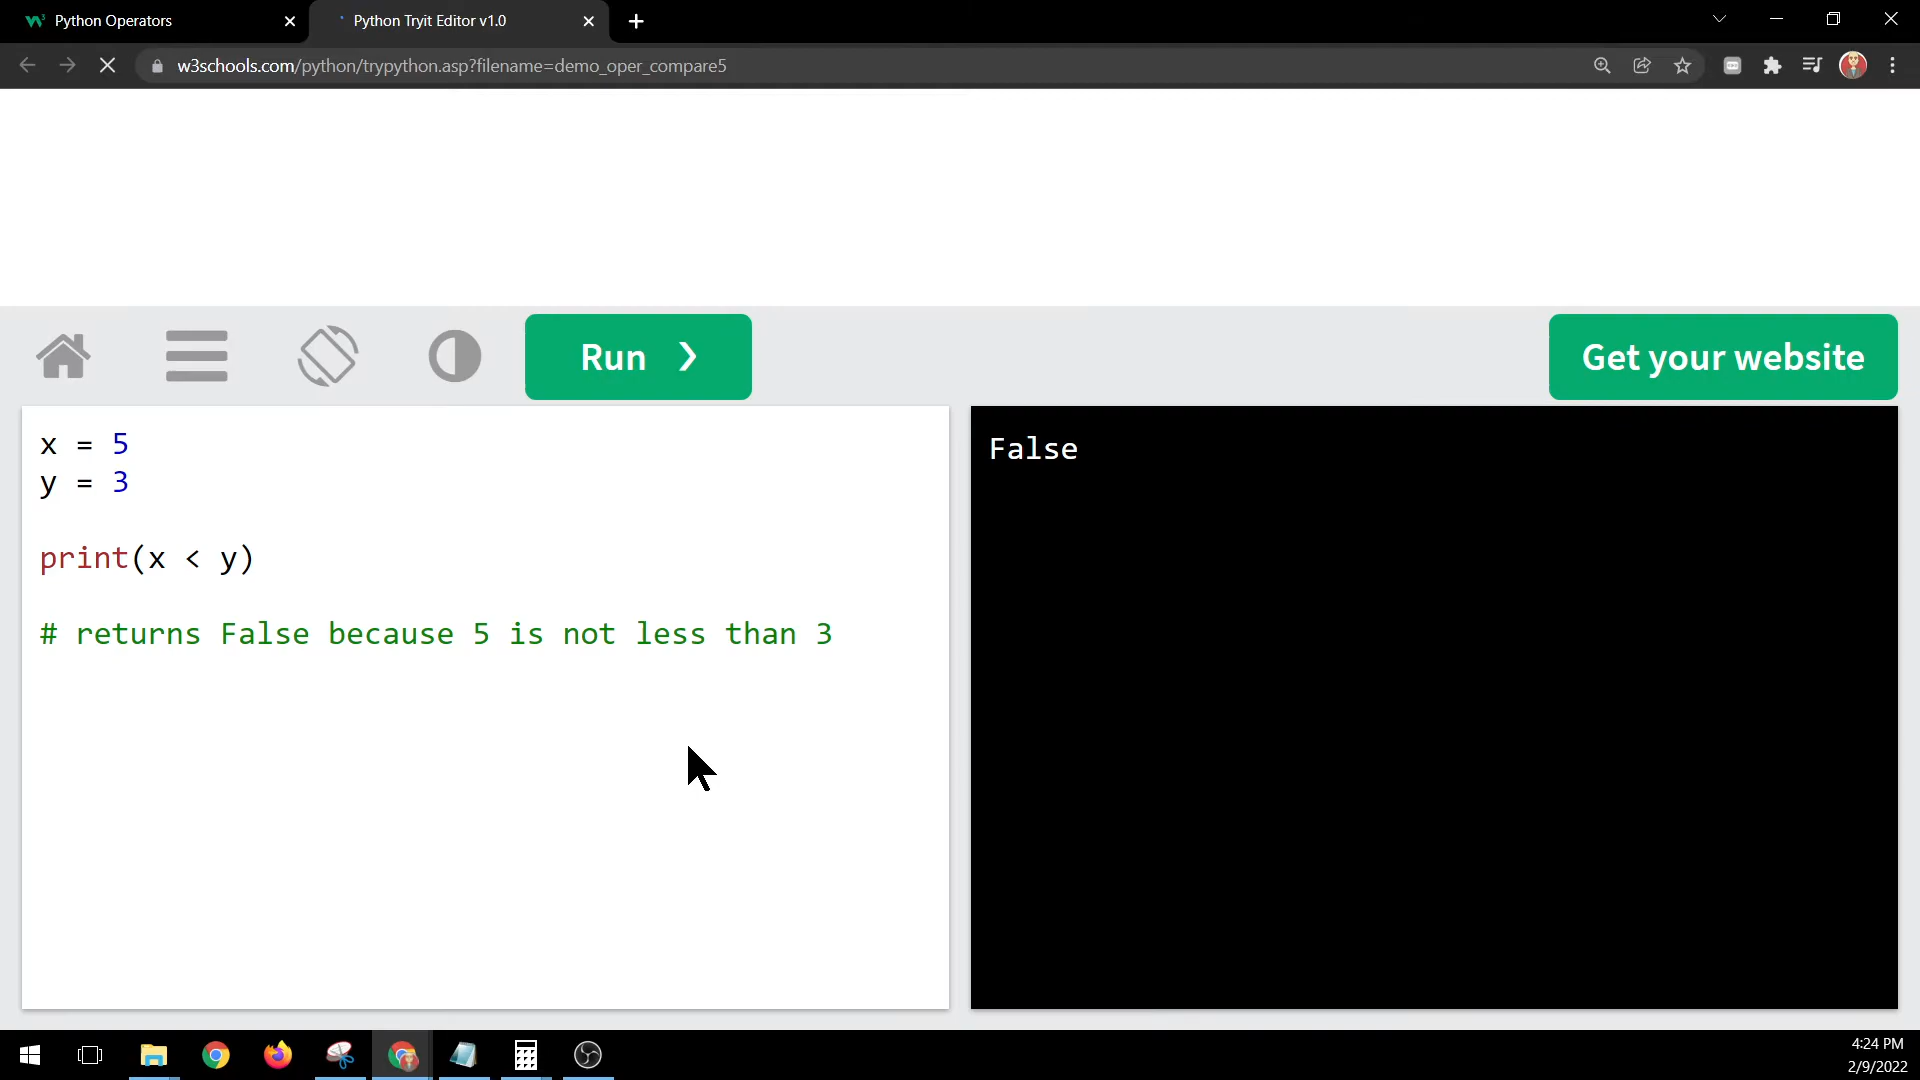 Python Operators
Python Tryit Editor v1.0
w3schools.com/python/trypython.asp?filename=demo_oper_compare5
Run ❯
Get your website
x = 5
y = 3
print(x < y)
# returns False because 5 is not less than 3
False
4:24 PM
2/9/2022